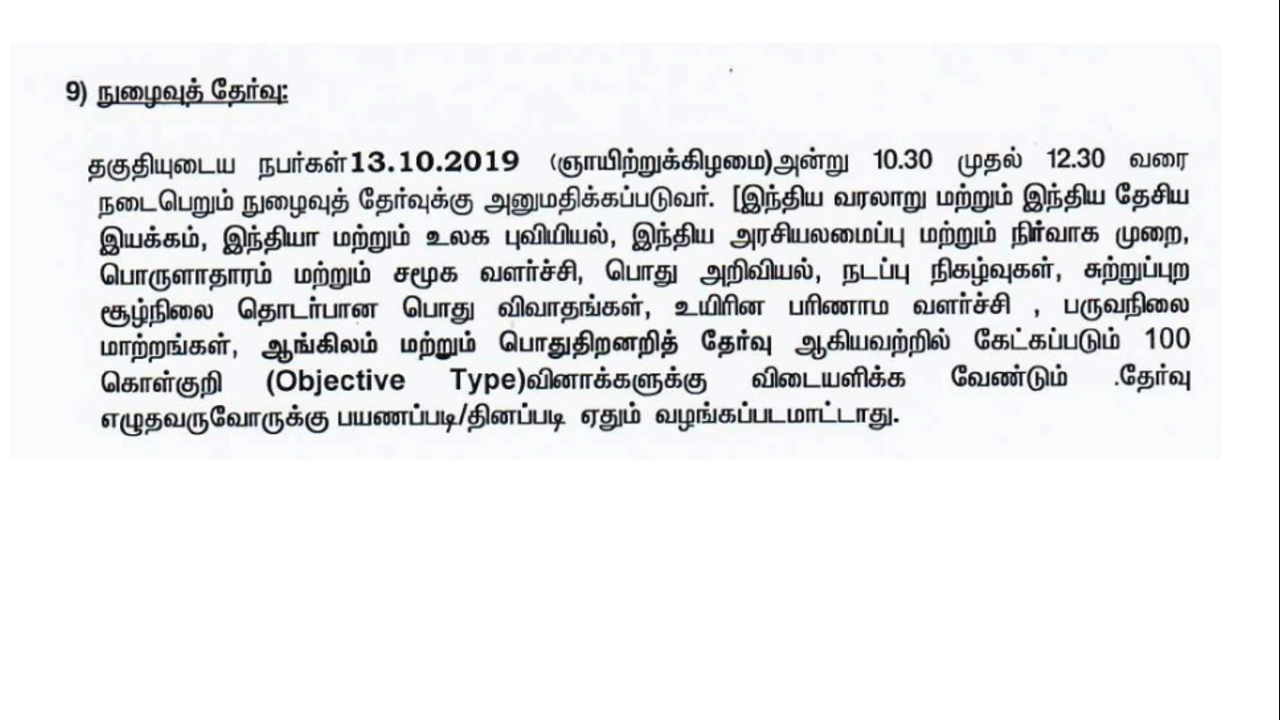 9) நுழைவுத் தேர்வு:
தகுதியுடைய நபர்கள்13.10.2019 (ஞாயிற்றுக்கிழமை)அன்று 10.30 முதல் 12.30 வரை
நடைபெறும் நுழைவுத் தேர்வுக்கு அனுமதிக்கப்படுவர். [இந்திய வரலாறு மற்றும் இந்திய தேசிய
இயக்கம், இந்தியா மற்றும் உலக புவியியல், இந்திய அரசியலமைப்பு மற்றும் நிர்வாக முறை,
பொருளாதாரம் மற்றும் சமூக வளர்ச்சி, பொது அறிவியல், நடப்பு நிகழ்வுகள், சுற்றுப்புற
சூழ்நிலை தொடர்பான பொது விவாதங்கள், உயிரின பரிணாம வளர்ச்சி , பருவநிலை
மாற்றங்கள், ஆங்கிலம் மற்றும் பொதுதிறனறித் தேர்வு ஆகியவற்றில் கேட்கப்படும் 100
கொள்குறி (Objective Type)வினாக்களுக்கு விடையளிக்க வேண்டும் .தேர்வு
எழுதவருவோருக்கு பயணப்படி/தினப்படி ஏதும் வழங்கப்படமாட்டாது.